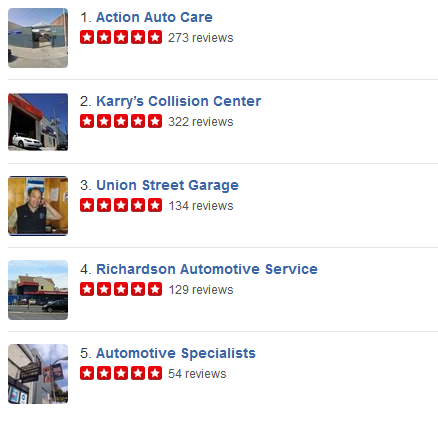 1. Action Auto Care
273 reviews
2. Karry's Collision Center
322 reviews
3. Union Street Garage
134 reviews
4. Richardson Automotive Service
129 reviews
5. Automotive Specialists
54 reviews